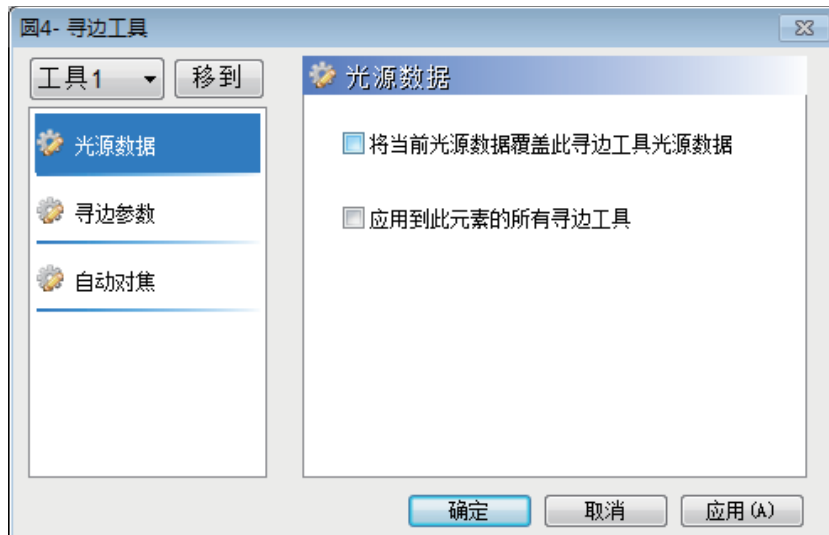 圆4- 寻边工具
工具1 移到
光源数据
寻边参数
自动对焦
光源数据
将当前光源数据覆盖此寻边工具光源数据
应用到此元素的所有寻边工具
确定 取消 应用(A)